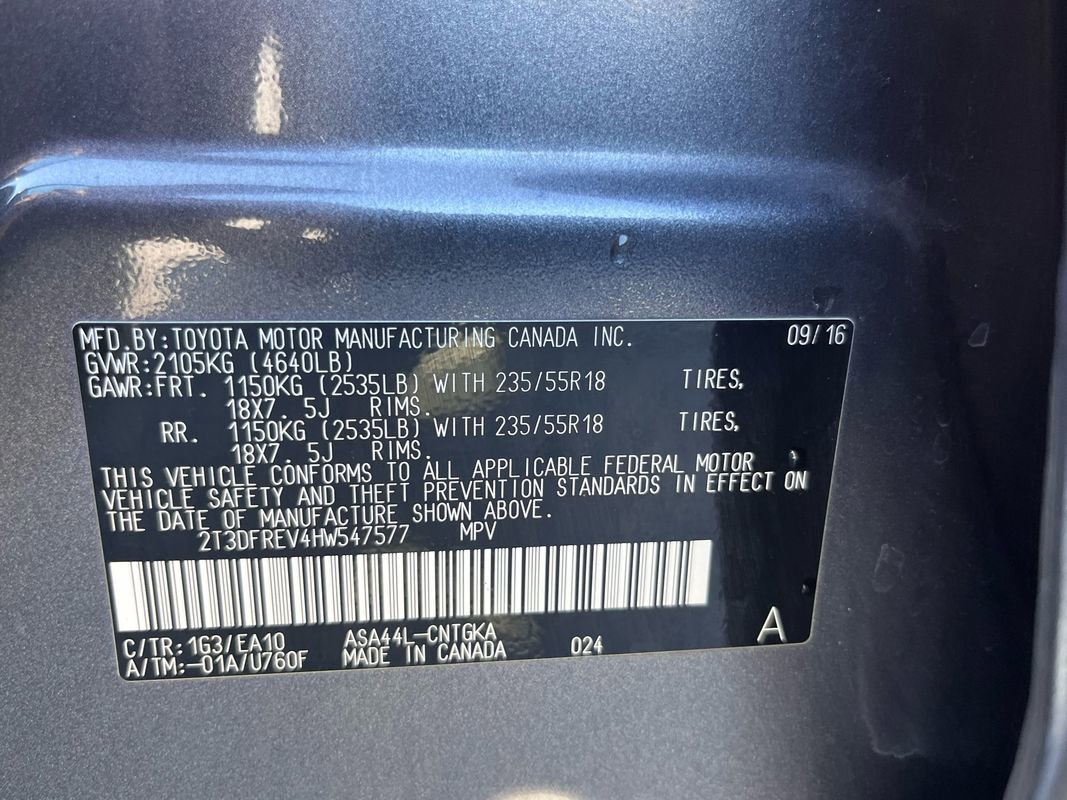 MFD.BY:TOYOTA MOTOR MANUFACTURING CANADA INC. 09/16
GVWR:2105KG (4640LB)
GAWR:FRT. 1150KG (2535LB) WITH 235/55R18 TIRES,
18X7. 5J RIMS.
RR. 1150KG (2535LB) WITH 235/55R18 TIRES,
18X7. 5J RIMS.
THIS VEHICLE CONFORMS TO ALL APPLICABLE FEDERAL MOTOR
VEHICLE SAFETY AND THEFT PREVENTION STANDARDS IN EFFECT ON
THE DATE OF MANUFACTURE SHOWN ABOVE.
2T3DFREV4HW547577 MPV
C/TR:1G3/EA10 ASA44L-CNTGKA 024 A
A/TM:-01A/U760F MADE IN CANADA